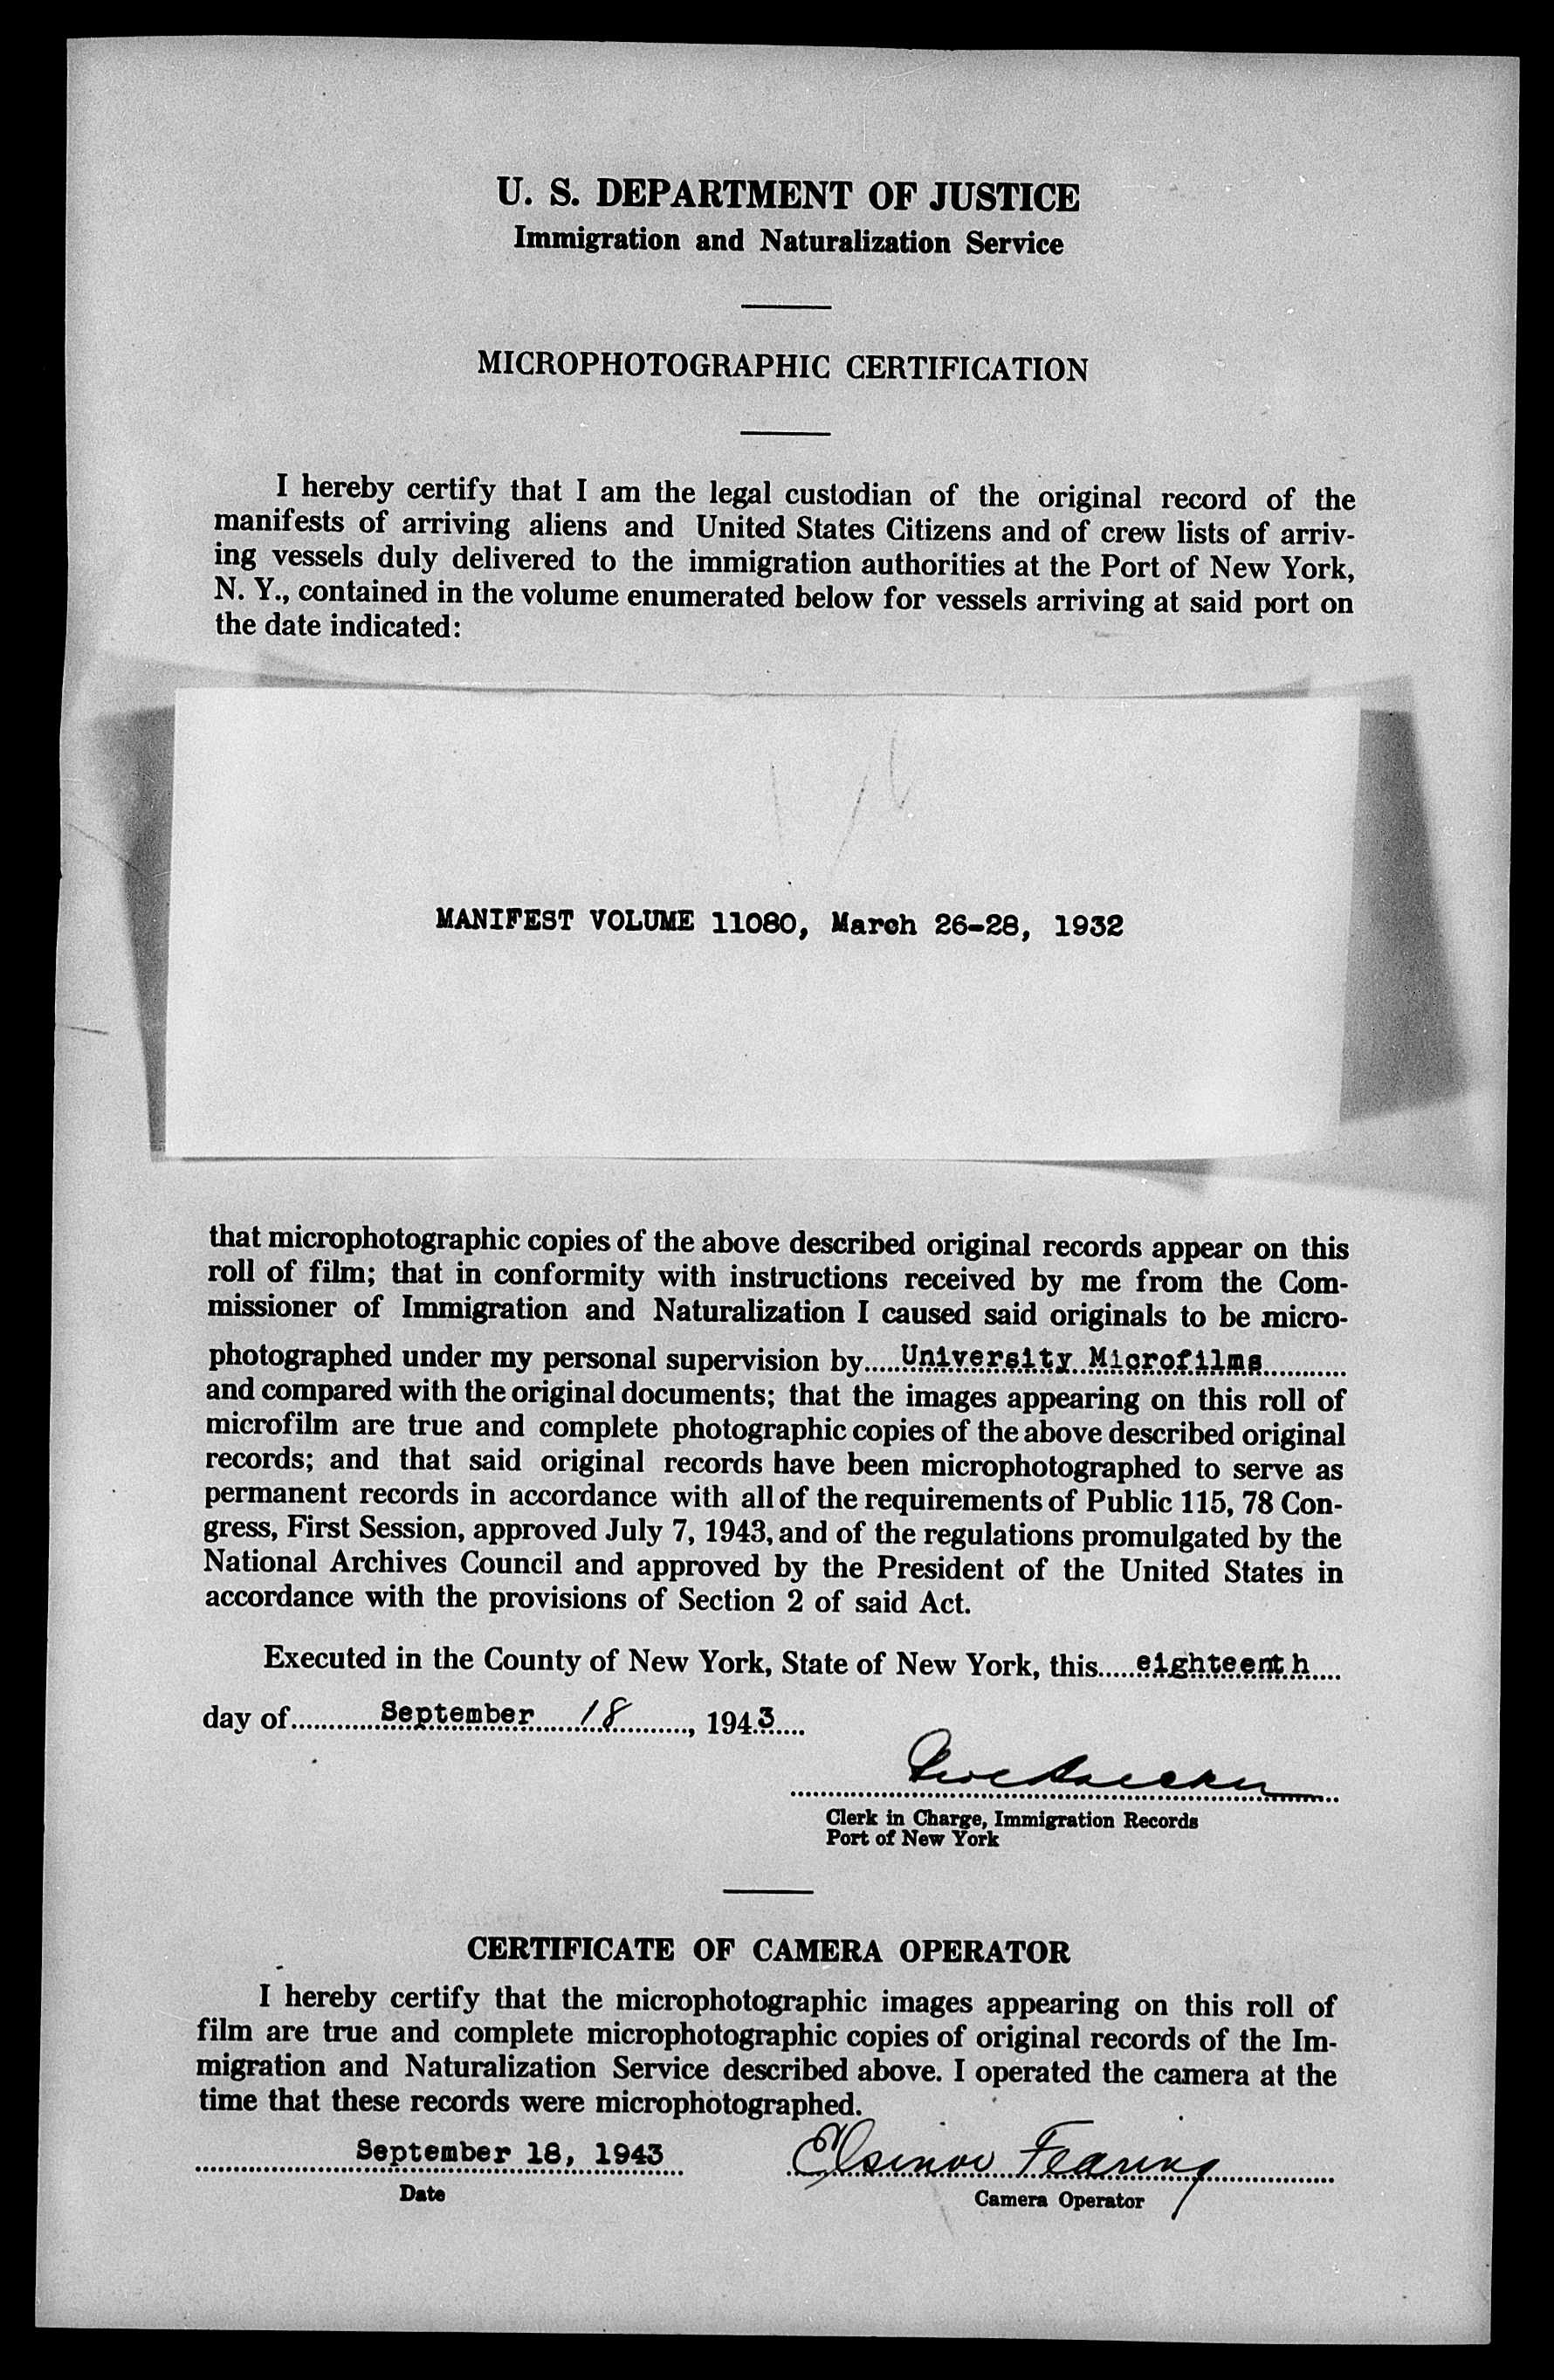 U. S. DEPARTMENT OF JUSTICE
Immigration and Naturalization Service
MICROPHOTOGRAPHIC CERTIFICATION
I hereby certify that I am the legal custodian of the original record of the
manifests of arriving aliens and United States Citizens and of crew lists of arriv-
ing vessels duly delivered to the immigration authorities at the Port of New York,
N. Y., contained in the volume enumerated below for vessels arriving at said port on
the date indicated:
MANIFEST VOLUME 11080, March 26-28, 1932
that microphotographic copies of the above described original records appear on this
roll of film; that in conformity with instructions received by me from the Com-
missioner of Immigration and Naturalization I caused said originals to be micro-
photographed under my personal supervision by.....University Microfilms..........
and compared with the original documents; that the images appearing on this roll of
microfilm are true and complete photographic copies of the above described original
records; and that said original records have been microphotographed to serve as
permanent records in accordance with all of the requirements of Public 115, 78 Con-
gress, First Session, approved July 7, 1943, and of the regulations promulgated by the
National Archives Council and approved by the President of the United States in
accordance with the provisions of Section 2 of said Act.
Executed in the County of New York, State of New York, this.....eighteenth....
day of............September 18.........., 1943....
Clerk in Charge, Immigration Records
Port of New York
CERTIFICATE OF CAMERA OPERATOR
I hereby certify that the microphotographic images appearing on this roll of
film are true and complete microphotographic copies of original records of the Im-
migration and Naturalization Service described above. I operated the camera at the
time that these records were microphotographed.
September 18, 1943 Elsinor Fearing
Date Camera Operator